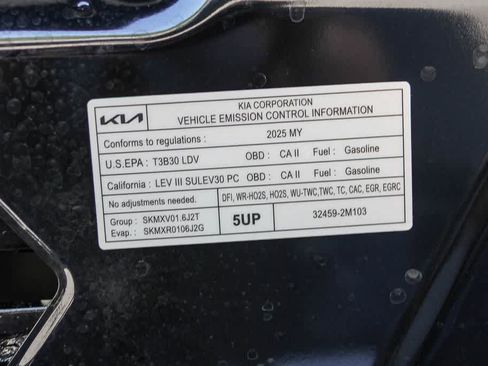 KIA
KIA CORPORATION
VEHICLE EMISSION CONTROL INFORMATION
Conforms to regulations : 2025 MY
U.S.EPA : T3B30 LDV OBD : CA II Fuel : Gasoline
California : LEV III SULEV30 PC OBD : CA II Fuel : Gasoline
No adjustments needed. DFI, WR-HO2S, HO2S, WU-TWC,TWC, TC, CAC, EGR, EGRC
Group : SKMXV01.6J2T
Evap. : SKMXR0106J2G
5UP 32459-2M103